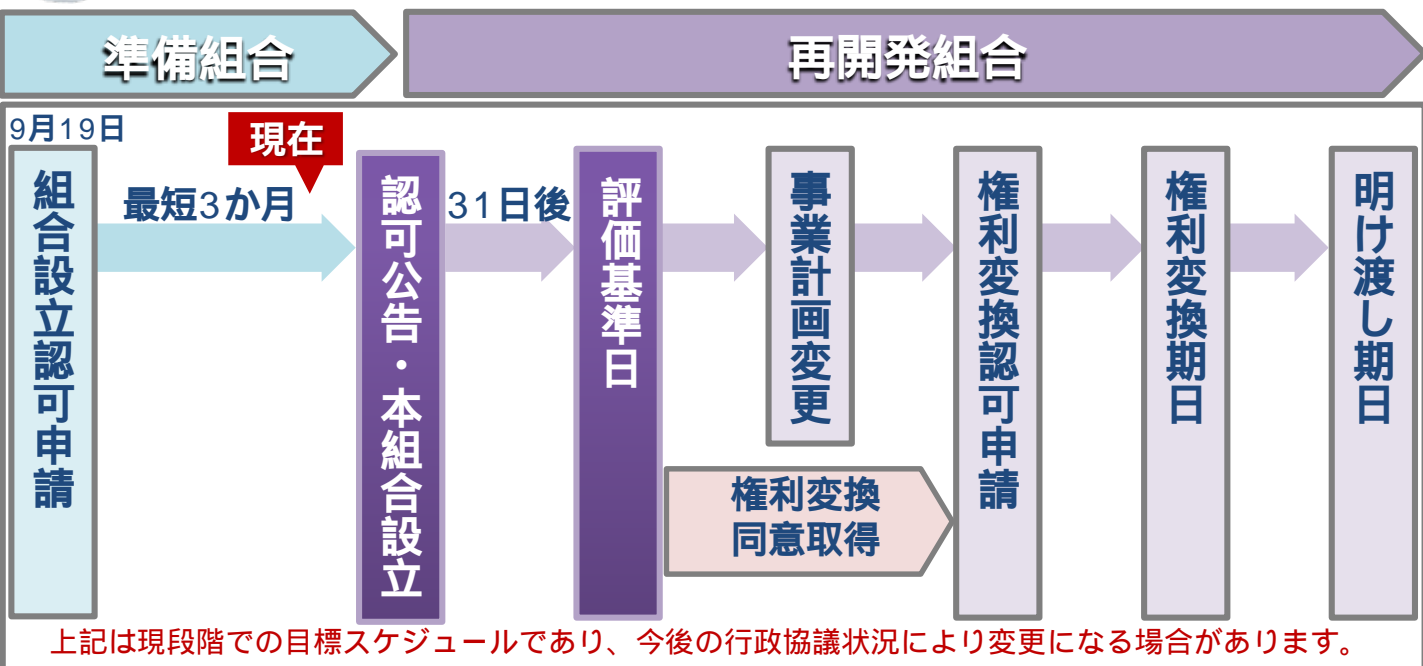 準備組合
再開発組合
9月19日
現在
組合設立認可申請
最短3か月
認可公告・本組合設立
31日後
評価基準日
事業計画変更
権利変換
同意取得
権利変換認可申請
権利変換期日
明け渡し期日
上記は現段階での目標スケジュールであり、今後の行政協議状況により変更になる場合があります。